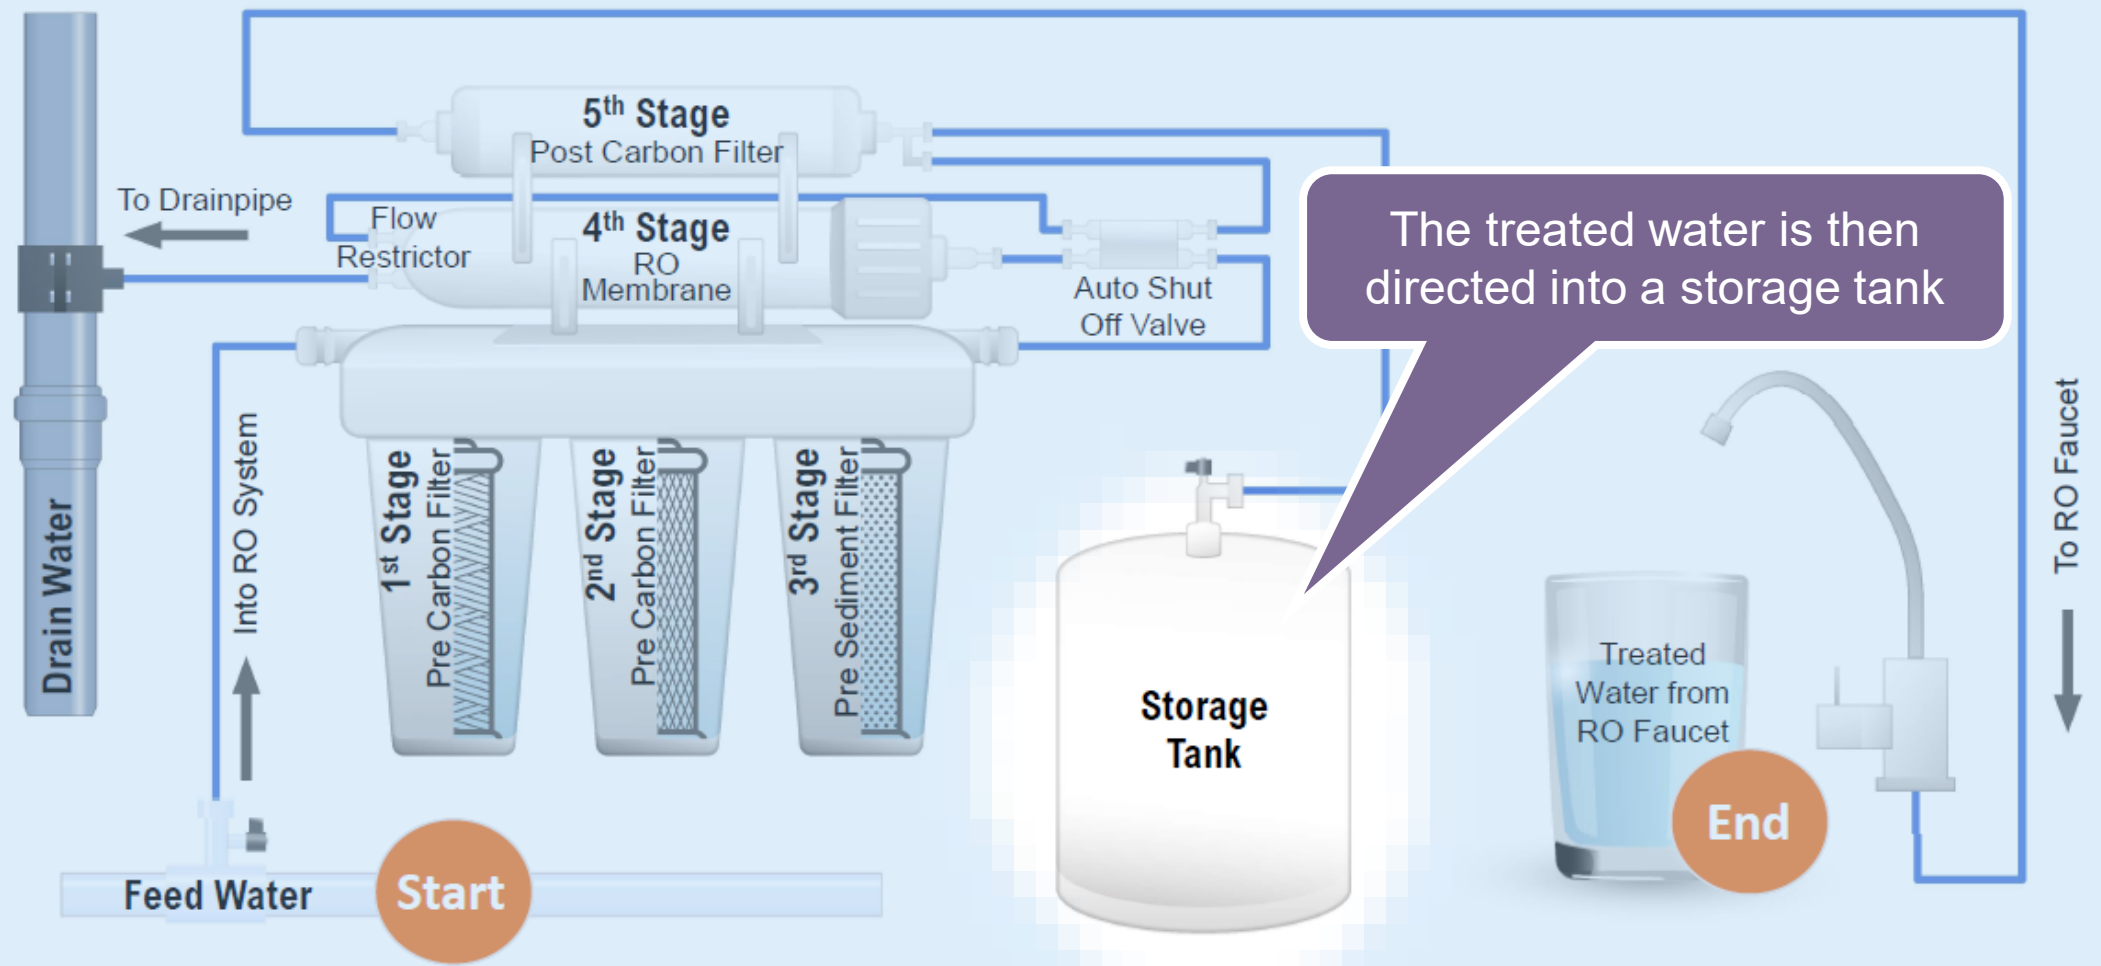 5th Stage
Post Carbon Filter
To Drainpipe
Flow
Restrictor
4th Stage
RO
Membrane
Auto Shut
Off Valve
The treated water is then
directed into a storage tank
Drain Water
Into RO System
1st Stage
Pre Carbon Filter
2nd Stage
Pre Carbon Filter
3rd Stage
Pre Sediment Filter
Storage
Tank
Treated
Water from
RO Faucet
To RO Faucet
End
Feed Water
Start